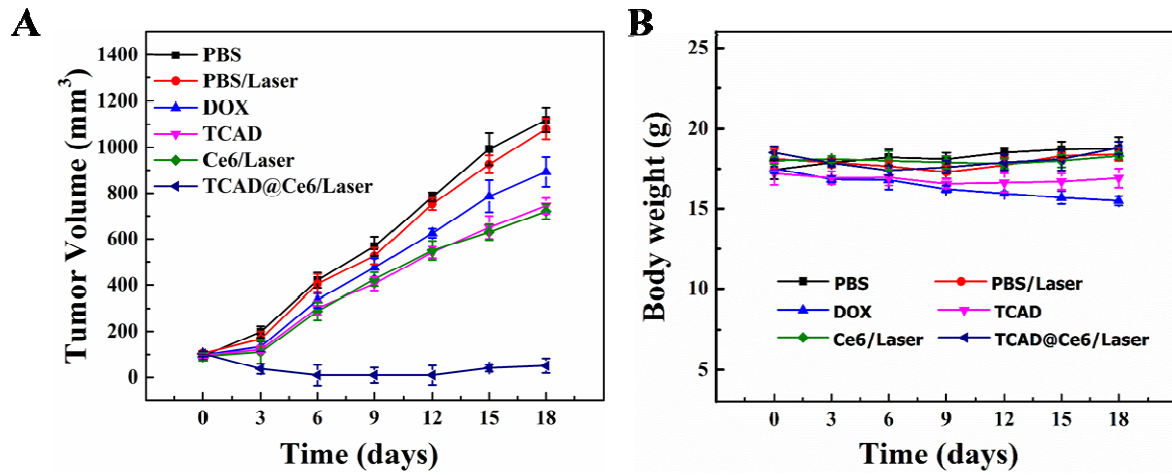 A
Tumor Volume (mm³)
1400
1200
1000
800
600
400
200
0
PBS
PBS/Laser
DOX
TCAD
Ce6/Laser
TCAD@Ce6/Laser
0 3 6 9 12 15 18
Time (days)
B
Body weight (g)
25
20
15
10
5
PBS PBS/Laser
DOX TCAD
Ce6/Laser TCAD@Ce6/Laser
0 3 6 9 12 15 18
Time (days)